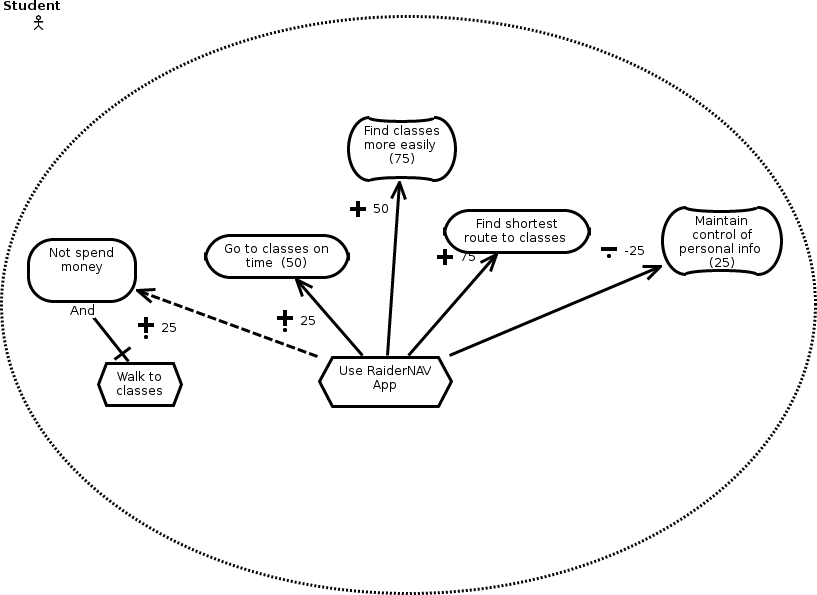 Student
Find classes
more easily
(75)
+ 50
Maintain
control of
personal info
(25)
Find shortest
route to classes
+ 75
- -25
Go to classes on
time (50)
Not spend
money
And
+ 25
+ 25
Use RaiderNAV
App
Walk to
classes